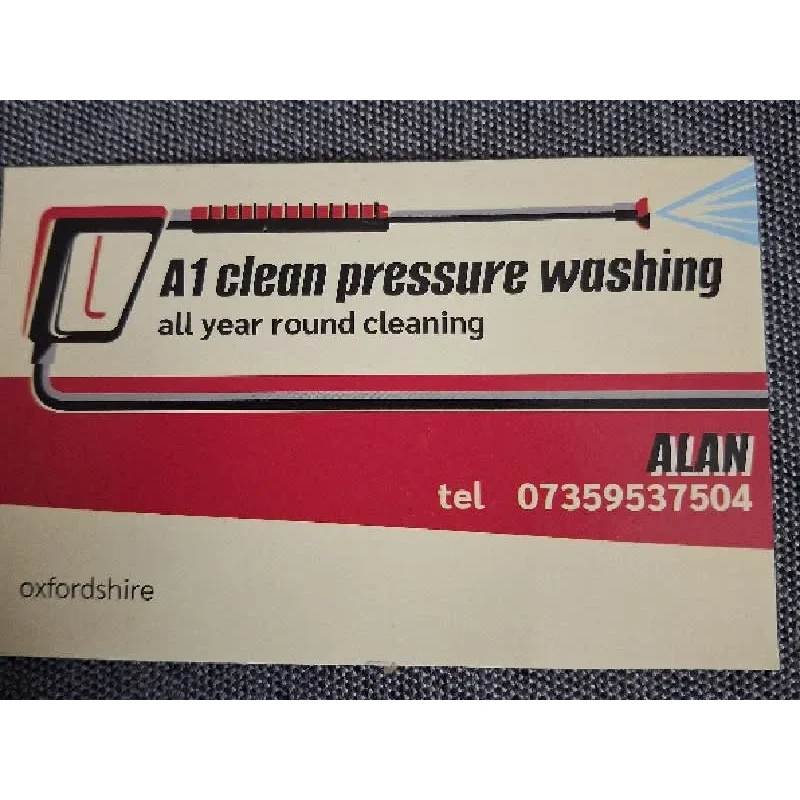 A1 clean pressure washing
all year round cleaning
ALAN
tel 07359537504
oxfordshire